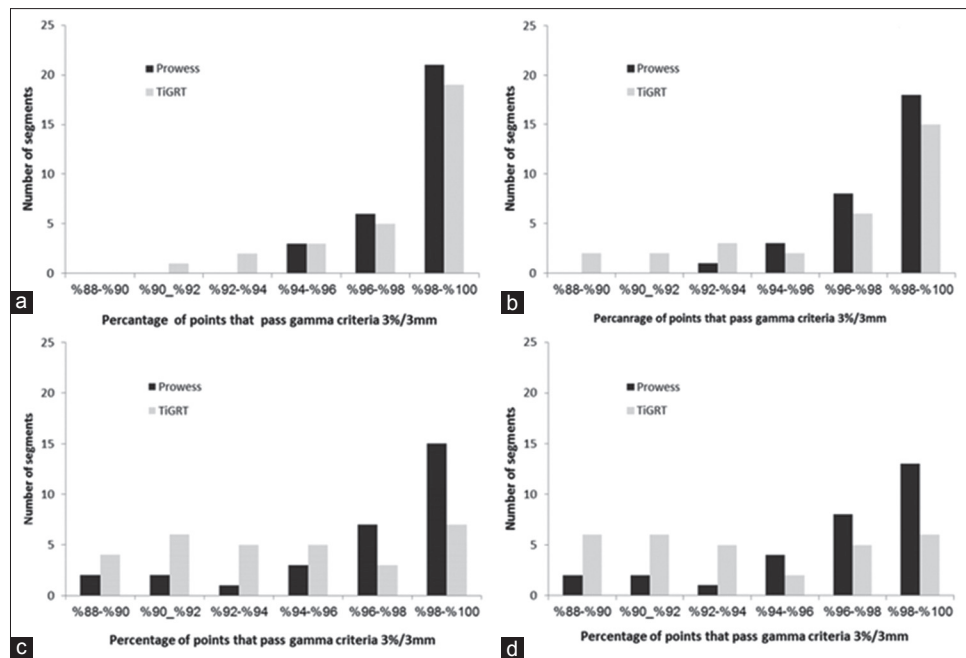 25
20
15
10
5
0
Number of segments
Prowess
TiGRT
%88-%90 %90_%92 %92-%94 %94-%96 %96-%98 %98-%100
Percantage of points that pass gamma criteria 3%/3mm
a
25
20
15
10
5
0
Number of segments
Prowess
TiGRT
%88-%90 %90_%92 %92-%94 %94-%96 %96-%98 %98-%100
Percanrage of points that pass gamma criteria 3%/3mm
b
25
20
15
10
5
0
Number of segments
Prowess
TiGRT
%88-%90 %90_%92 %92-%94 %94-%96 %96-%98 %98-%100
Percentage of points that pass gamma criteria 3%/3mm
c
25
20
15
10
5
0
Number of segments
Prowess
TiGRT
%88-%90 %90_%92 %92-%94 %94-%96 %96-%98 %98-%100
Percentage of points that pass gamma criteria 3%/3mm
d